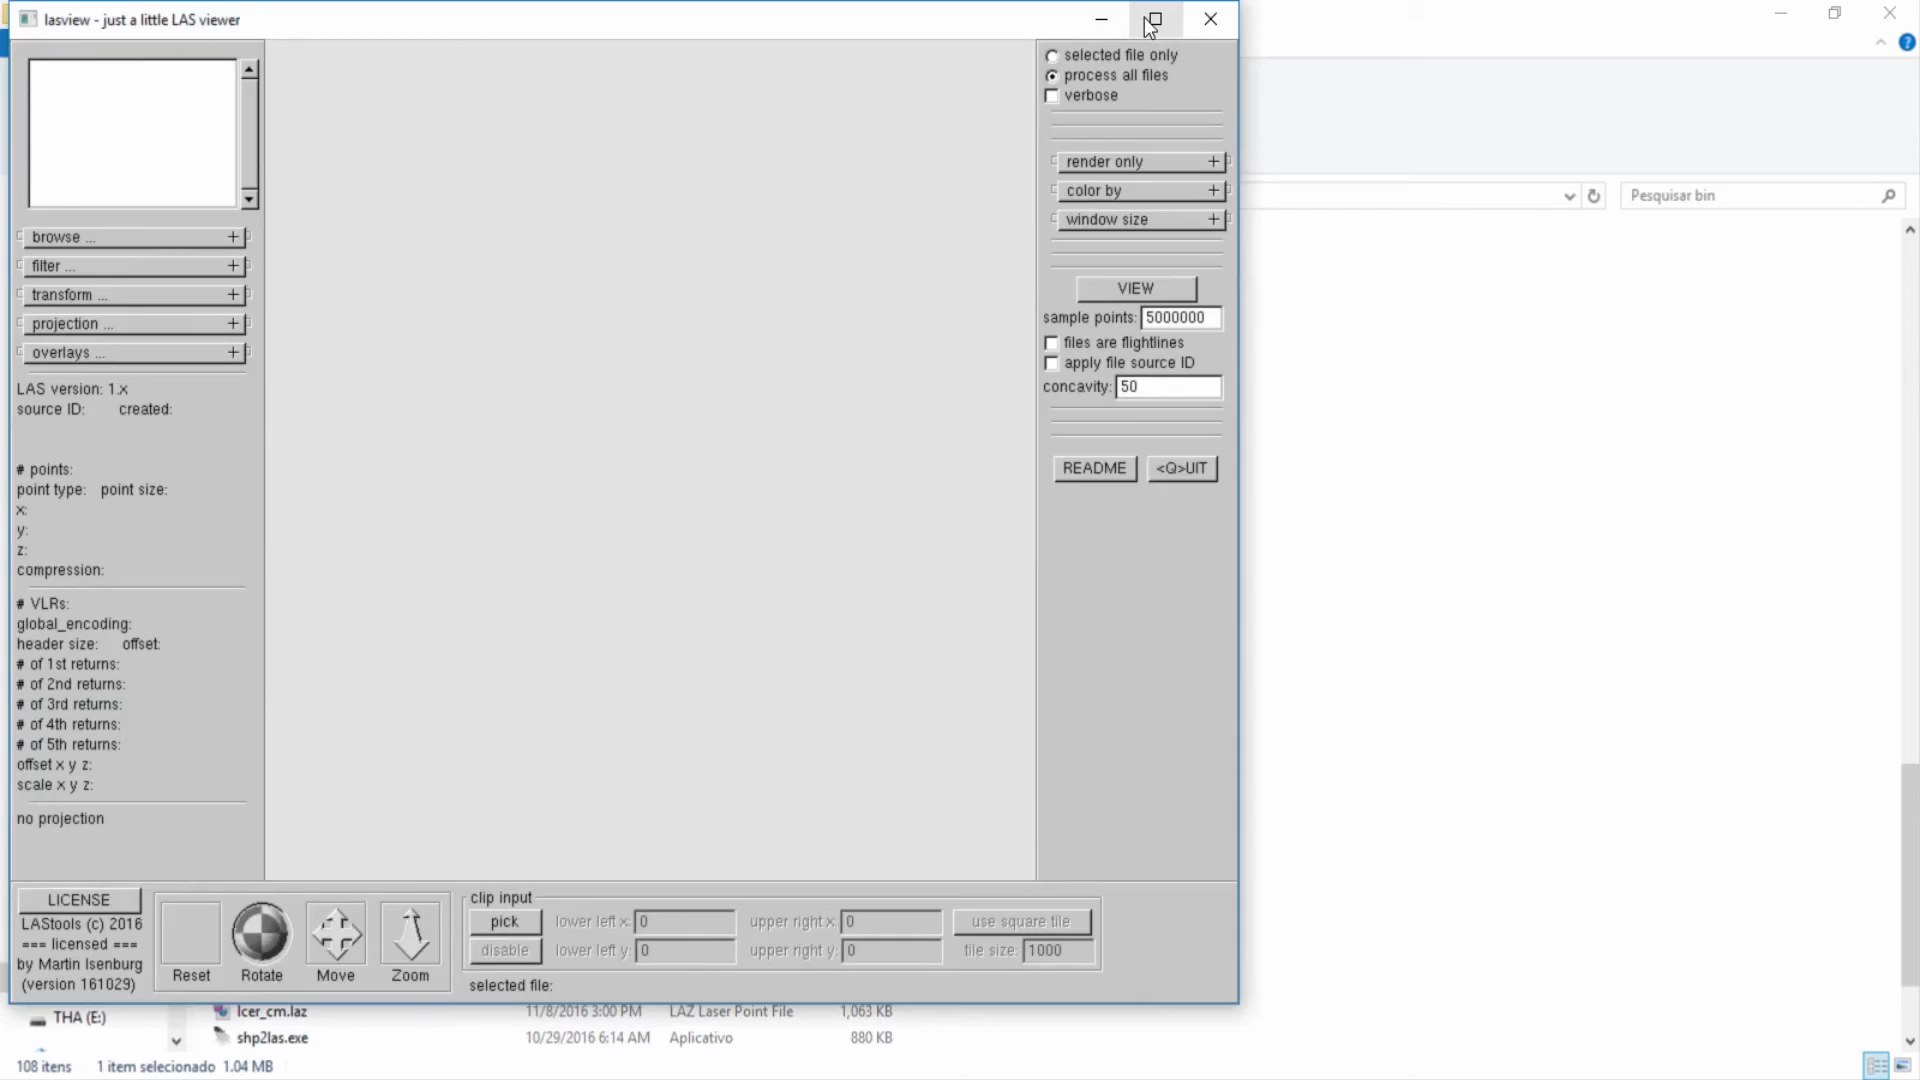 lasview - just a little LAS viewer
selected file only
process all files
verbose
render only +
color by +
window size +
Pesquisar bin
browse ... +
filter ... +
transform ... +
projection ... +
overlays ... +
VIEW
sample points: 5000000
files are flightlines
apply file source ID
concavity: 50
README <Q>UIT
LAS version: 1.x
source ID: created:
# points:
point type: point size:
x:
y:
z:
compression:
# VLRs:
global_encoding:
header size: offset:
# of 1st returns:
# of 2nd returns:
# of 3rd returns:
# of 4th returns:
# of 5th returns:
offset x y z:
scale x y z:
no projection
LICENSE
LAStools (c) 2016
=== licensed ===
by Martin Isenburg
(version 161029)
Reset Rotate Move Zoom
clip input
pick lower left x: 0 upper right x: 0 use square tile
disable lower left y: 0 upper right y: 0 tile size: 1000
selected file:
THA (E:)
lcer_cm.laz 11/8/2016 3:00 PM LAZ Laser Point File 1,063 KB
shp2las.exe 10/29/2016 6:14 AM Aplicativo 880 KB
108 itens 1 item selecionado 1.04 MB